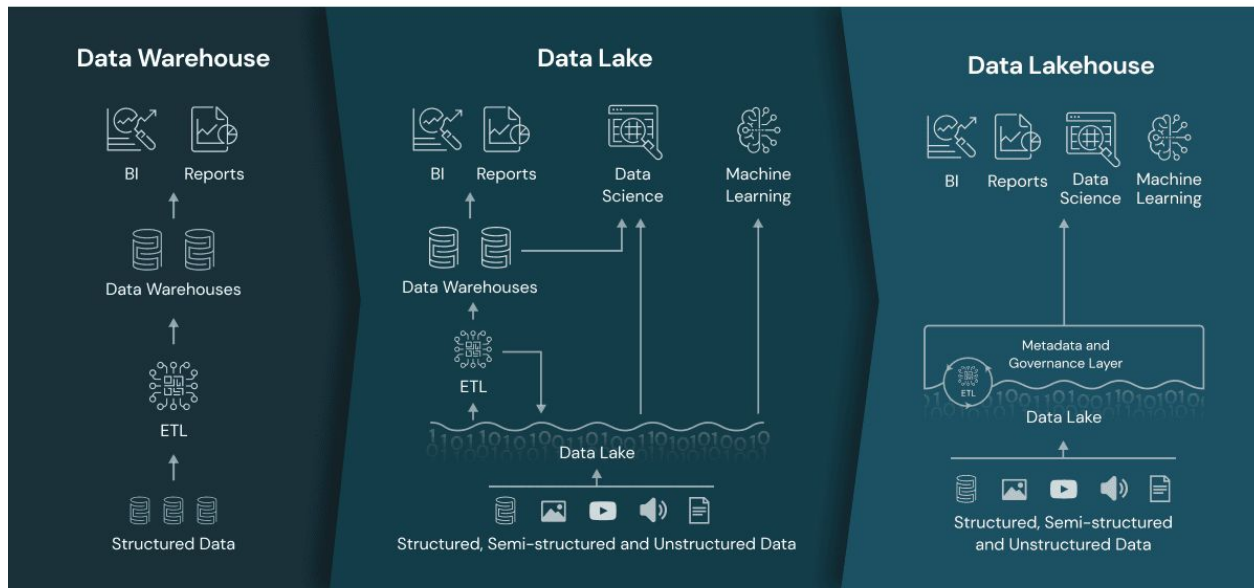 Data Warehouse
BI
Reports
Data Warehouses
ETL
Structured Data
Data Lake
BI
Reports
Data
Science
Machine
Learning
Data Warehouses
ETL
Data Lake
Structured, Semi-structured and Unstructured Data
Data Lakehouse
BI
Reports
Data
Science
Machine
Learning
Metadata and
Governance Layer
ETL
Data Lake
Structured, Semi-structured
and Unstructured Data